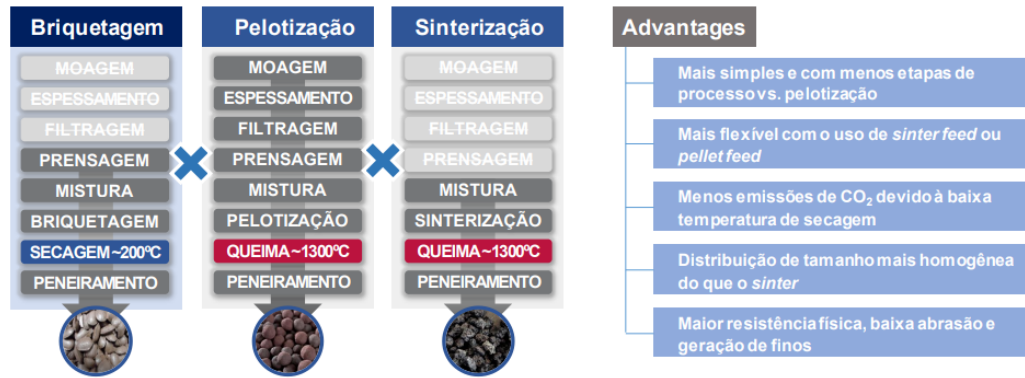 Briquetagem
MOAGEM
ESPESSAMENTO
FILTRAGEM
PRENSAGEM
MISTURA
BRIQUETAGEM
SECAGEM ~200ºC
PENEIRAMENTO
Pelotização
MOAGEM
ESPESSAMENTO
FILTRAGEM
PRENSAGEM
MISTURA
PELOTIZAÇÃO
QUEIMA ~1300ºC
PENEIRAMENTO
Sinterização
MOAGEM
ESPESSAMENTO
FILTRAGEM
PRENSAGEM
MISTURA
SINTERIZAÇÃO
QUEIMA ~1300ºC
PENEIRAMENTO
Advantages
Mais simples e com menos etapas de
processo vs. pelotização
Mais flexível com o uso de sinter feed ou
pellet feed
Menos emissões de CO₂ devido à baixa
temperatura de secagem
Distribuição de tamanho mais homogênea
do que o sinter
Maior resistência física, baixa abrasão e
geração de finos